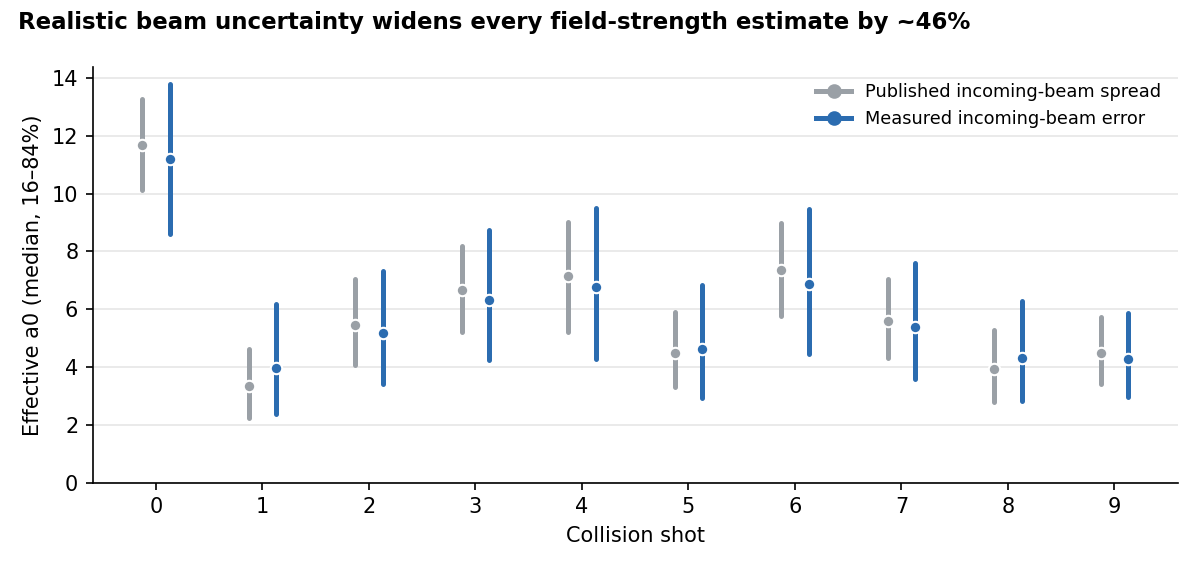 Realistic beam uncertainty widens every field-strength estimate by ~46%
Published incoming-beam spread
Measured incoming-beam error
Effective a0 (median, 16–84%)
14
12
10
8
6
4
2
0
0 1 2 3 4 5 6 7 8 9
Collision shot